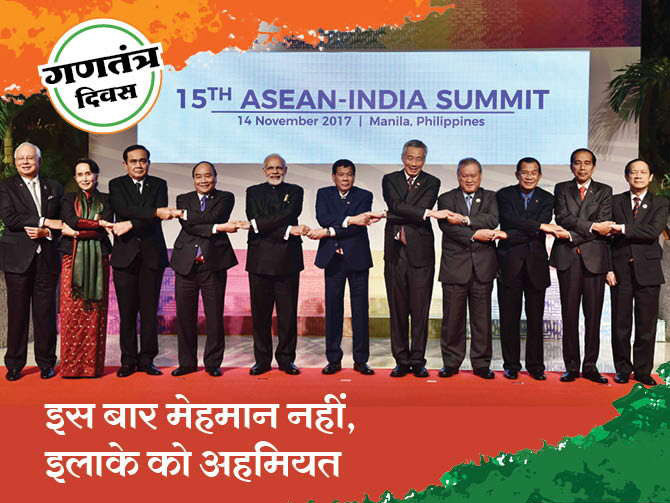 गणतंत्र
दिवस
15TH ASEAN-INDIA SUMMIT
14 November 2017 | Manila, Philippines
इस बार मेहमान नहीं,
इलाके को अहमियत